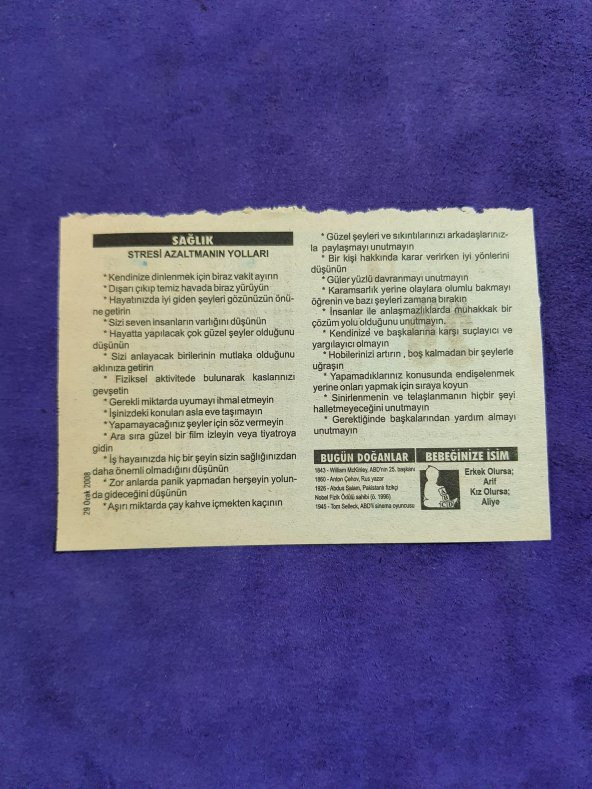 SAĞLIK
STRESİ AZALTMANIN YOLLARI
* Kendinize dinlenmek için biraz vakit ayırın
* Dışarı çıkıp temiz havada biraz yürüyün
* Hayatınızda iyi giden şeyleri gözünüzün önü-
ne getirin
* Sizi seven insanların varlığını düşünün
* Hayatta yapılacak çok güzel şeyler olduğunu
düşünün
* Sizi anlayacak birilerinin mutlaka olduğunu
aklınıza getirin
* Fiziksel aktivitede bulunarak kaslarınızı
gevşetin
* Gerekli miktarda uyumayı ihmal etmeyin
* İşinizdeki konuları asla eve taşımayın
* Yapamayacağınız şeyler için söz vermeyin
* Ara sıra güzel bir film izleyin veya tiyatroya
gidin
* İş hayaınızda hiç bir şeyin sizin sağlığınızdan
daha önemli olmadığını düşünün
* Zor anlarda panik yapmadan herşeyin yolun-
da gideceğini düşünün
* Aşırı miktarda çay kahve içmekten kaçının
29 Ocak 2008
* Güzel şeyleri ve sıkıntılarınızı arkadaşlarınız-
la paylaşmayı unutmayın
* Bir kişi hakkında karar verirken iyi yönlerini
düşünün
* Güler yüzlü davranmayı unutmayın
* Karamsarlık yerine olaylara olumlu bakmayı
öğrenin ve bazı şeyleri zamana bırakın
* İnsanlar ile anlaşmazlıklarda muhakkak bir
çözüm yolu olduğunu unutmayın.
* Kendinize ve başkalarına karşı suçlayıcı ve
yargılayıcı olmayın
* Hobilerinizi artırın , boş kalmadan bir şeylerle
uğraşın
* Yapamadıklarınız konusunda endişelenmek
yerine onları yapmak için sıraya koyun
* Sinirlenmenin ve telaşlanmanın hiçbir şeyi
halletmeyeceğini unutmayın
* Gerektiğinde başkalarından yardım almayı
unutmayın
BUGÜN DOĞANLAR
1843 - William McKinley, ABD'nin 25. başkanı
1860 - Anton Çehov, Rus yazar
1926 - Abdus Salam, Pakistanlı fizikçi
Nobel Fizik Ödülü sahibi (ö. 1996)
1945 - Tom Selleck, ABD'li sinema oyuncusu
BEBEĞİNİZE İSİM
Erkek Olursa;
Arif
Kız Olursa;
Aliye